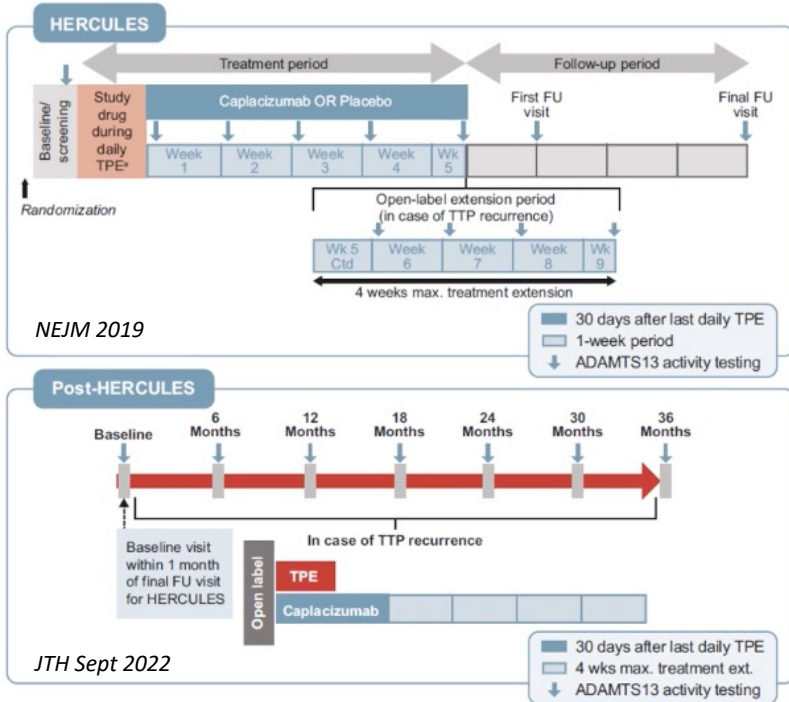 HERCULES
Treatment period
Follow-up period
Baseline/
screening
Study
drug
during
daily
TPEᵃ
Caplacizumab OR Placebo
First FU
visit
Final FU
visit
Week
1
Week
2
Week
3
Week
4
Wk
5
Randomization
Open-label extension period
(in case of TTP recurrence)
Wk 5
Ctd
Week
6
Week
7
Week
8
Wk
9
4 weeks max. treatment extension
NEJM 2019
30 days after last daily TPE
1-week period
ADAMTS13 activity testing
Post-HERCULES
Baseline
6
Months
12
Months
18
Months
24
Months
30
Months
36
Months
Baseline visit
within 1 month
of final FU visit
for HERCULES
In case of TTP recurrence
Open label
TPE
Caplacizumab
JTH Sept 2022
30 days after last daily TPE
4 wks max. treatment ext.
ADAMTS13 activity testing